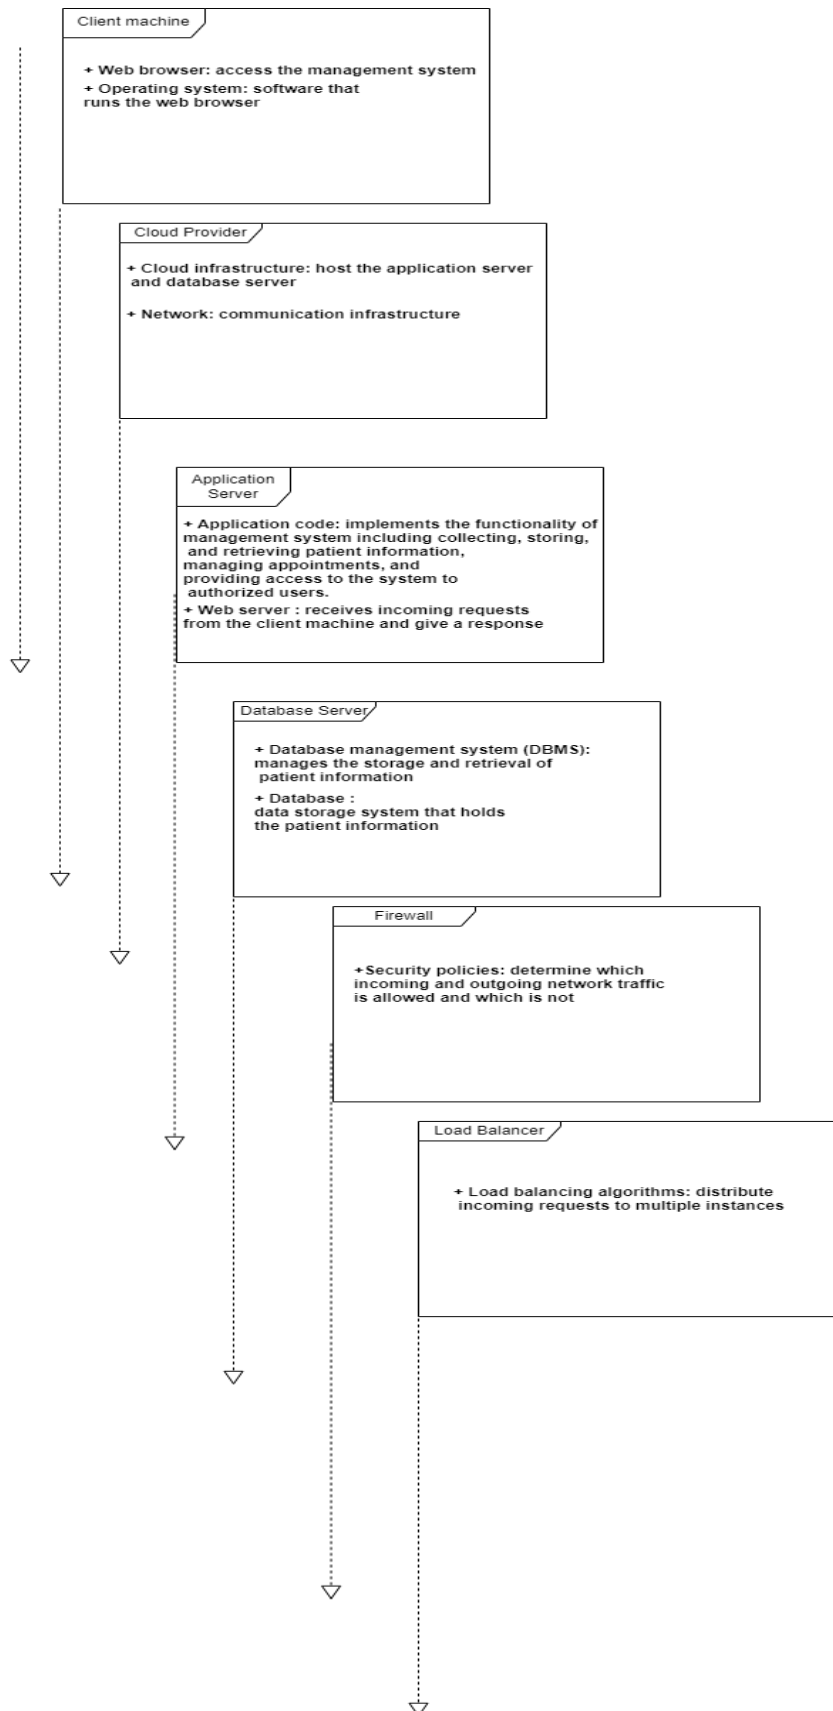 Client machine
+ Web browser: access the management system
+ Operating system: software that
runs the web browser
Cloud Provider
+ Cloud infrastructure: host the application server
and database server
+ Network: communication infrastructure
Application
Server
+ Application code: implements the functionality of
management system including collecting, storing,
and retrieving patient information,
managing appointments, and
providing access to the system to
authorized users.
+ Web server : receives incoming requests
from the client machine and give a response
Database Server
+ Database management system (DBMS):
manages the storage and retrieval of
patient information
+ Database :
data storage system that holds
the patient information
Firewall
+Security policies: determine which
incoming and outgoing network traffic
is allowed and which is not
Load Balancer
+ Load balancing algorithms: distribute
incoming requests to multiple instances